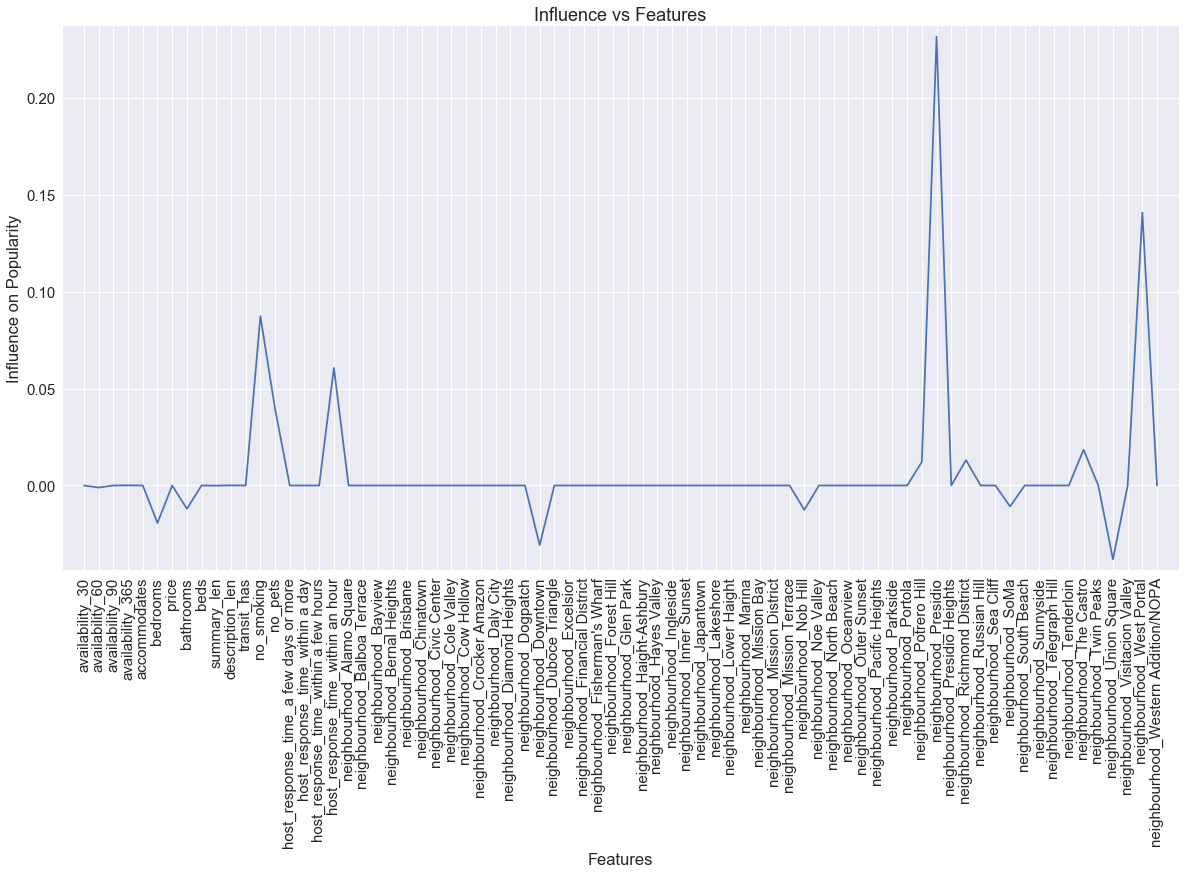 Influence vs Features
Influence on Popularity
0.20
0.15
0.10
0.05
0.00
availability_30
availability_60
availability_90
availability_365
accommodates
bedrooms
price
bathrooms
beds
summary_len
description_len
transit_has
no_smoking
no_pets
host_response_time_a few days or more
host_response_time_within a day
host_response_time_within a few hours
host_response_time_within an hour
neighbourhood_Alamo Square
neighbourhood_Balboa Terrace
neighbourhood_Bayview
neighbourhood_Bernal Heights
neighbourhood_Brisbane
neighbourhood_Chinatown
neighbourhood_Civic Center
neighbourhood_Cole Valley
neighbourhood_Cow Hollow
neighbourhood_Crocker Amazon
neighbourhood_Daly City
neighbourhood_Diamond Heights
neighbourhood_Dogpatch
neighbourhood_Downtown
neighbourhood_Duboce Triangle
neighbourhood_Excelsior
neighbourhood_Financial District
neighbourhood_Fisherman's Wharf
neighbourhood_Forest Hill
neighbourhood_Glen Park
neighbourhood_Haight-Ashbury
neighbourhood_Hayes Valley
neighbourhood_Ingleside
neighbourhood_Inner Sunset
neighbourhood_Japantown
neighbourhood_Lakeshore
neighbourhood_Lower Haight
neighbourhood_Marina
neighbourhood_Mission Bay
neighbourhood_Mission District
neighbourhood_Mission Terrace
neighbourhood_Nob Hill
neighbourhood_Noe Valley
neighbourhood_North Beach
neighbourhood_Oceanview
neighbourhood_Outer Sunset
neighbourhood_Pacific Heights
neighbourhood_Parkside
neighbourhood_Portola
neighbourhood_Potrero Hill
neighbourhood_Presidio
neighbourhood_Presidio Heights
neighbourhood_Richmond District
neighbourhood_Russian Hill
neighbourhood_Sea Cliff
neighbourhood_SoMa
neighbourhood_South Beach
neighbourhood_Sunnyside
neighbourhood_Telegraph Hill
neighbourhood_Tenderloin
neighbourhood_The Castro
neighbourhood_Twin Peaks
neighbourhood_Union Square
neighbourhood_Visitacion Valley
neighbourhood_West Portal
neighbourhood_Western Addition/NOPA
Features